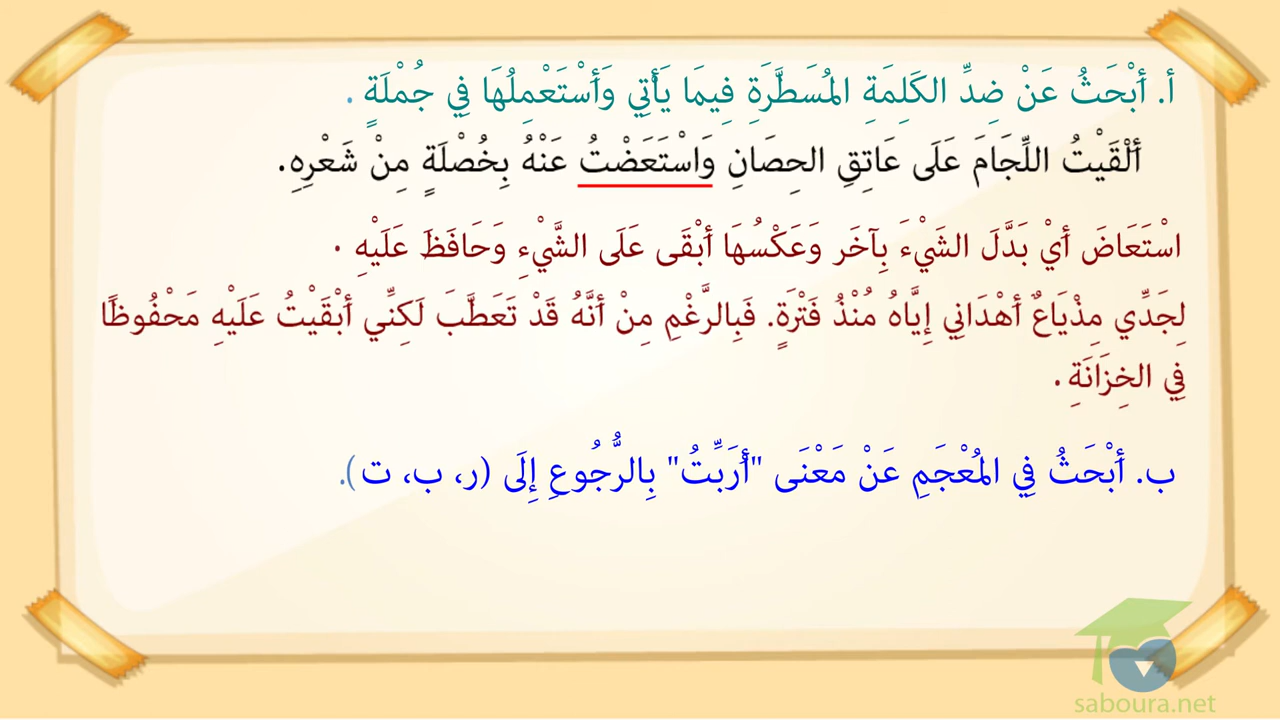 أ. أَبْحَثُ عَنْ ضِدِّ الكَلِمَةِ المُسَطَّرَةِ فِيمَا يَأْتِي وَأَسْتَعْمِلُهَا فِي جُمْلَةٍ .
أَلْقَيْتُ اللِّجَامَ عَلَى عَاتِقِ الحِصَانِ وَاسْتَعَضْتُ عَنْهُ بِخُصْلَةٍ مِنْ شَعْرِهِ.
اسْتَعَاضَ أَيْ بَدَّلَ الشَيْءَ بِآخَر وَعَكْسُهَا أَبْقَى عَلَى الشَّيْءِ وَحَافَظَ عَلَيْهِ .
لِجَدِّي مِذْيَاعٌ أَهْدَانِي إِيَّاهُ مُنْذُ فَتْرَةٍ. فَبِالرَّغْمِ مِنْ أَنَّهُ قَدْ تَعَطَّبَ لَكِنِّي أَبْقَيْتُ عَلَيْهِ مَحْفُوظًا
فِي الخِزَانَةِ .
ب. أَبْحَثُ فِي المُعْجَمِ عَنْ مَعْنَى "أُرَبِّتُ" بِالرُّجُوعِ إِلَى (ر، ب، ت).
saboura.net